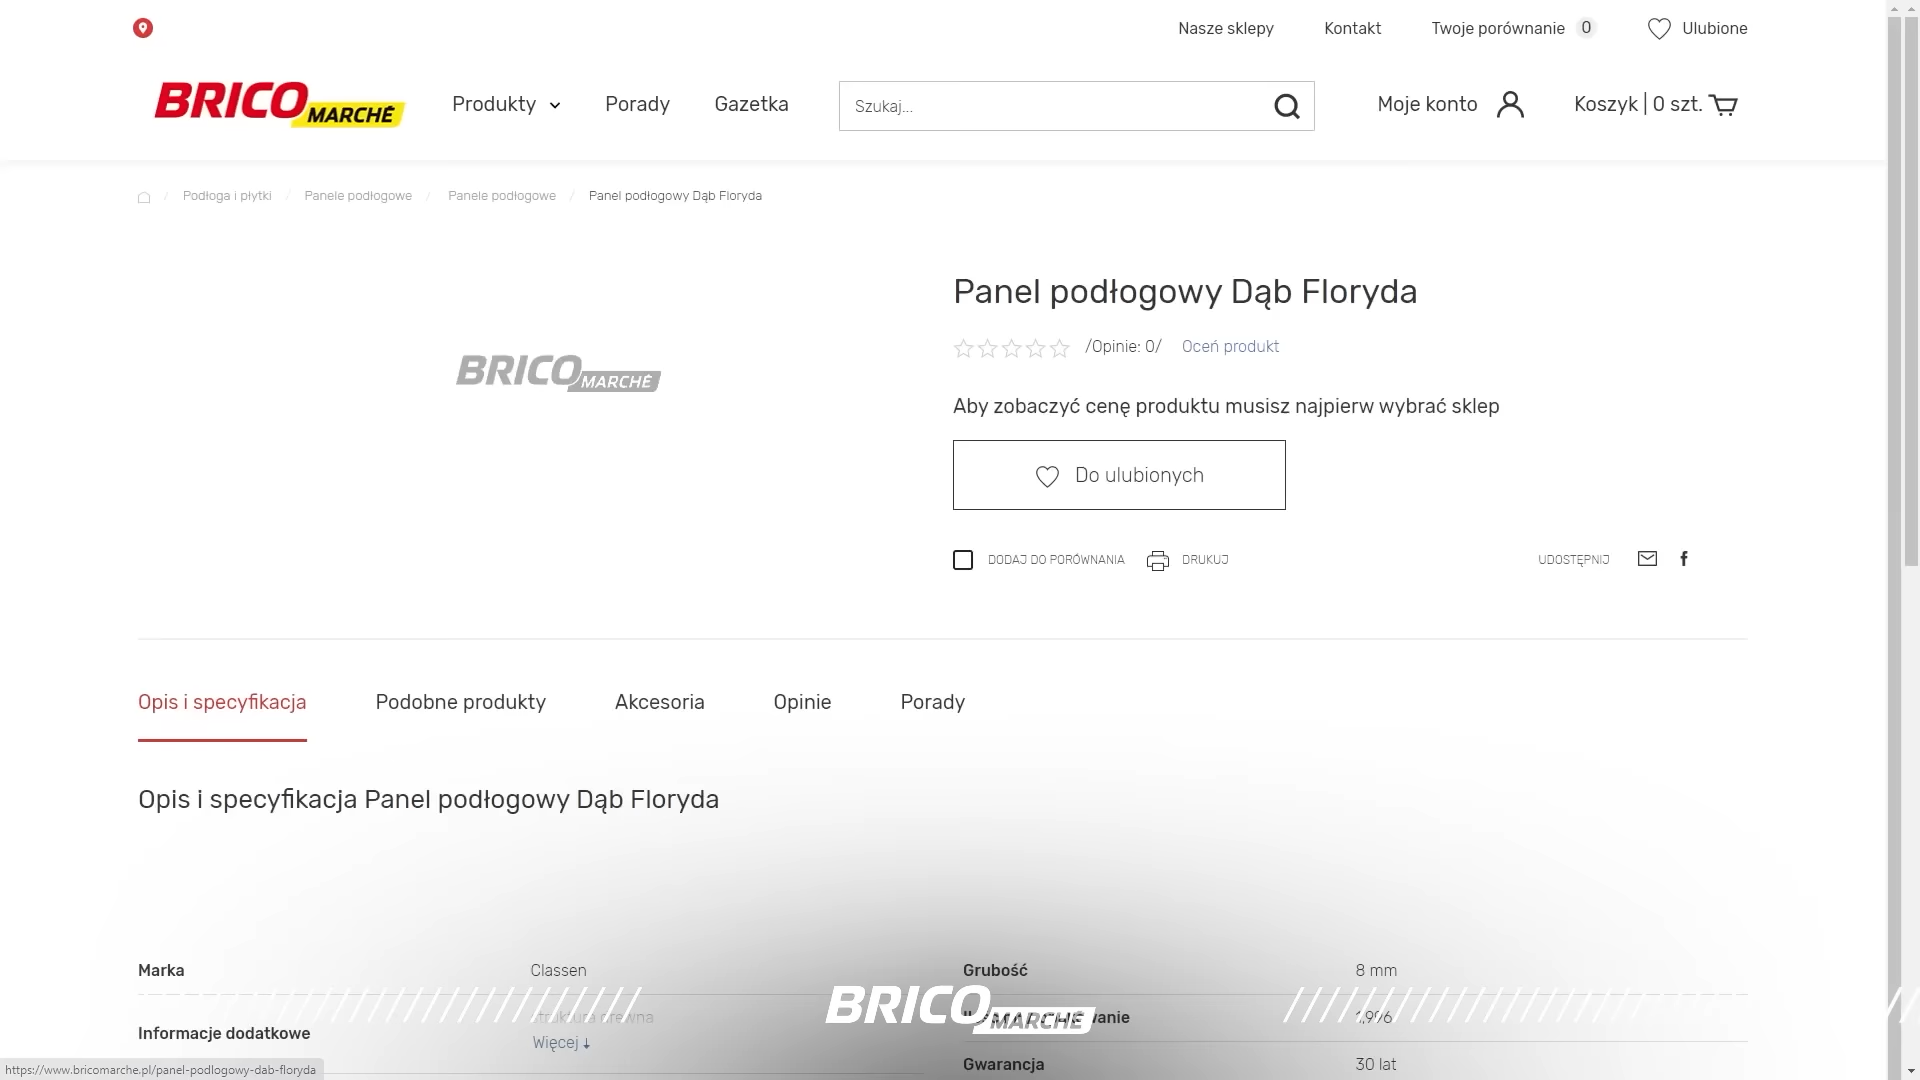 Nasze sklepy Kontakt Twoje porównanie 0 Ulubione
BRICO MARCHÉ Produkty Porady Gazetka Szukaj... Moje konto Koszyk | 0 szt.
/ Podłoga i płytki / Panele podłogowe / Panele podłogowe / Panel podłogowy Dąb Floryda
Panel podłogowy Dąb Floryda
/Opinie: 0/ Oceń produkt
BRICO MARCHÉ
Aby zobaczyć cenę produktu musisz najpierw wybrać sklep
Do ulubionych
DODAJ DO PORÓWNANIA DRUKUJ UDOSTĘPNIJ
Opis i specyfikacja Podobne produkty Akcesoria Opinie Porady
Opis i specyfikacja Panel podłogowy Dąb Floryda
Marka Classen Grubość 8 mm
BRICO MARCHÉ
1,996
Informacje dodatkowe
Więcej ↓
Gwarancja 30 lat
https://www.bricomarche.pl/panel-podlogowy-dab-floryda